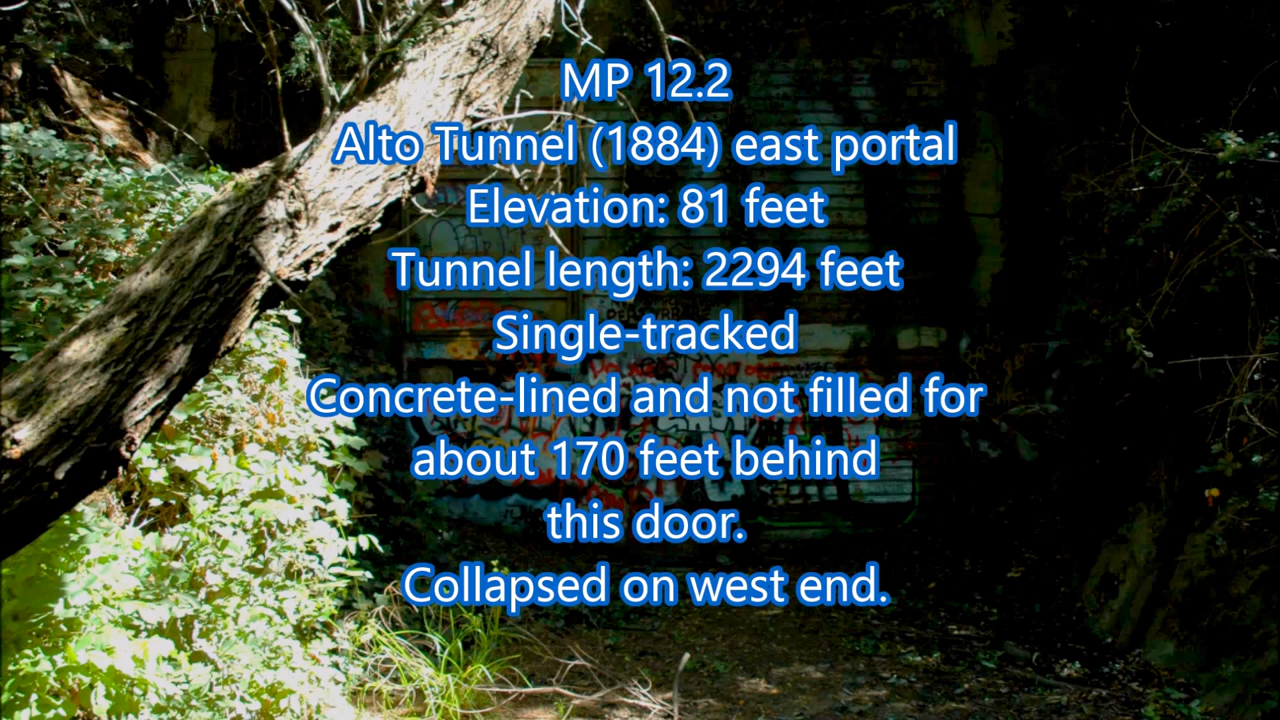 MP 12.2
Alto Tunnel (1884) east portal
Elevation: 81 feet
Tunnel length: 2294 feet
Single-tracked
Concrete-lined and not filled for
about 170 feet behind
this door.
Collapsed on west end.